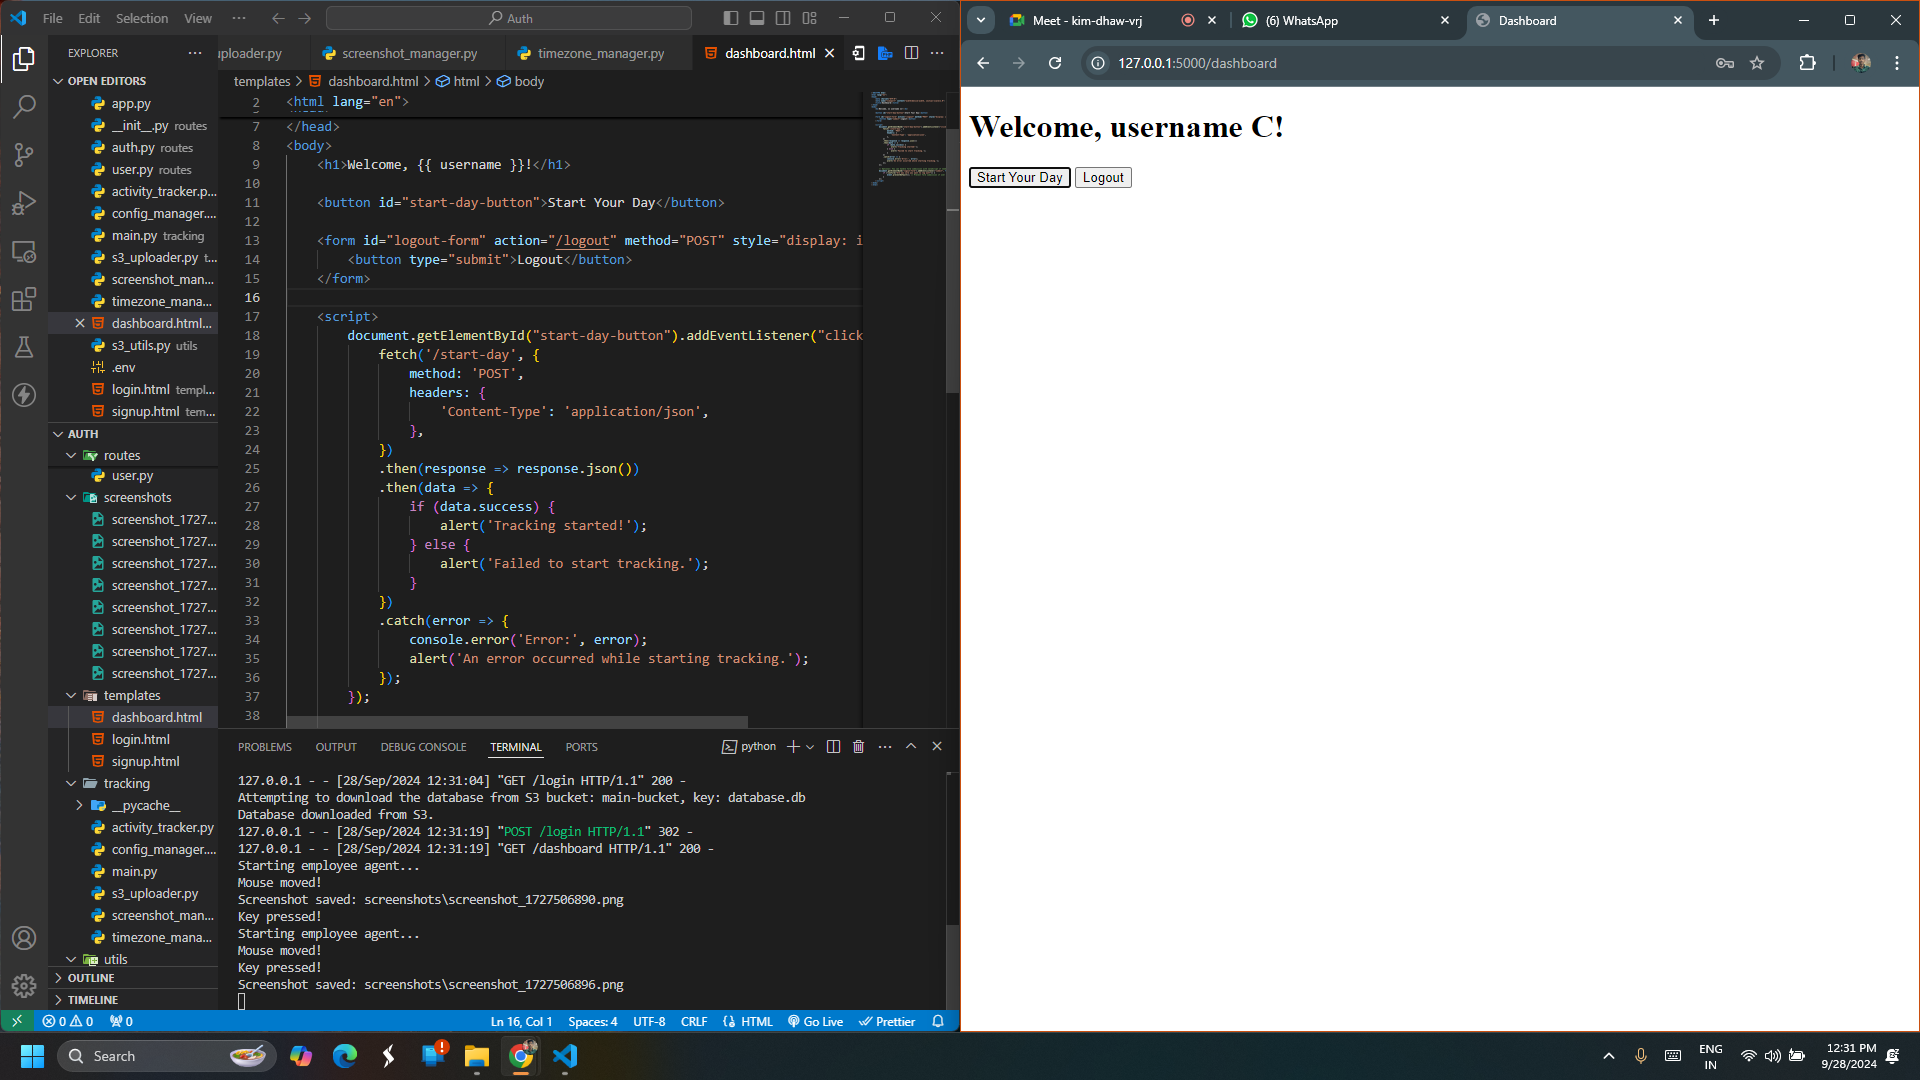 File Edit Selection View ··· Auth
EXPLORER ···
OPEN EDITORS
app.py
__init__.py routes
auth.py routes
user.py routes
activity_tracker.p...
config_manager....
main.py tracking
s3_uploader.py t...
screenshot_man...
timezone_mana...
dashboard.html...
s3_utils.py utils
.env
login.html templ...
signup.html tem...
AUTH
routes
user.py
screenshots
screenshot_1727...
screenshot_1727...
screenshot_1727...
screenshot_1727...
screenshot_1727...
screenshot_1727...
screenshot_1727...
screenshot_1727...
templates
dashboard.html
login.html
signup.html
tracking
__pycache__
activity_tracker.py
config_manager....
main.py
s3_uploader.py
screenshot_man...
timezone_mana...
utils
OUTLINE
TIMELINE
uploader.py screenshot_manager.py timezone_manager.py dashboard.html
templates > dashboard.html > html > body
2 <html lang="en">
7 </head>
8 <body>
9 <h1>Welcome, {{ username }}!</h1>
10
11 <button id="start-day-button">Start Your Day</button>
12
13 <form id="logout-form" action="/logout" method="POST" style="display: i
14 <button type="submit">Logout</button>
15 </form>
16
17 <script>
18 document.getElementById("start-day-button").addEventListener("click
19 fetch('/start-day', {
20 method: 'POST',
21 headers: {
22 'Content-Type': 'application/json',
23 },
24 })
25 .then(response => response.json())
26 .then(data => {
27 if (data.success) {
28 alert('Tracking started!');
29 } else {
30 alert('Failed to start tracking.');
31 }
32 })
33 .catch(error => {
34 console.error('Error:', error);
35 alert('An error occurred while starting tracking.');
36 });
37 });
38
PROBLEMS OUTPUT DEBUG CONSOLE TERMINAL PORTS python
127.0.0.1 - - [28/Sep/2024 12:31:04] "GET /login HTTP/1.1" 200 -
Attempting to download the database from S3 bucket: main-bucket, key: database.db
Database downloaded from S3.
127.0.0.1 - - [28/Sep/2024 12:31:19] "POST /login HTTP/1.1" 302 -
127.0.0.1 - - [28/Sep/2024 12:31:19] "GET /dashboard HTTP/1.1" 200 -
Starting employee agent...
Mouse moved!
Screenshot saved: screenshots\screenshot_1727506890.png
Key pressed!
Starting employee agent...
Mouse moved!
Key pressed!
Screenshot saved: screenshots\screenshot_1727506896.png
0 0 0 Ln 16, Col 1 Spaces: 4 UTF-8 CRLF HTML Go Live Prettier
Meet - kim-dhaw-vrj (6) WhatsApp Dashboard
127.0.0.1:5000/dashboard
Welcome, username C!
Start Your Day Logout
Search
ENG
IN
12:31 PM
9/28/2024